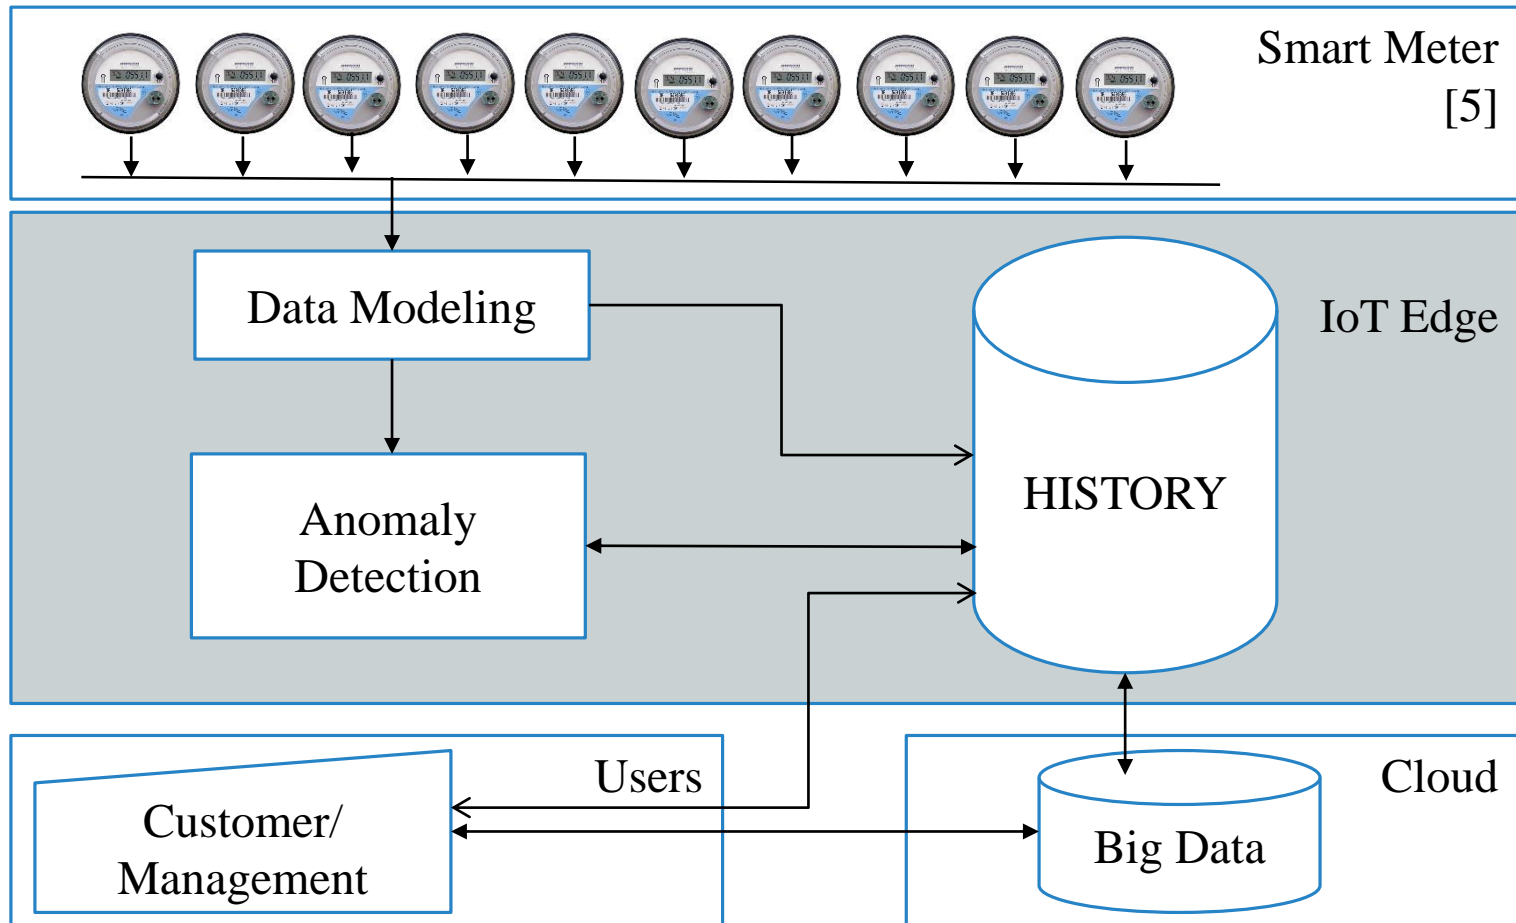 Smart Meter
[5]
Data Modeling
IoT Edge
HISTORY
Anomaly
Detection
Users
Cloud
Customer/
Management
Big Data